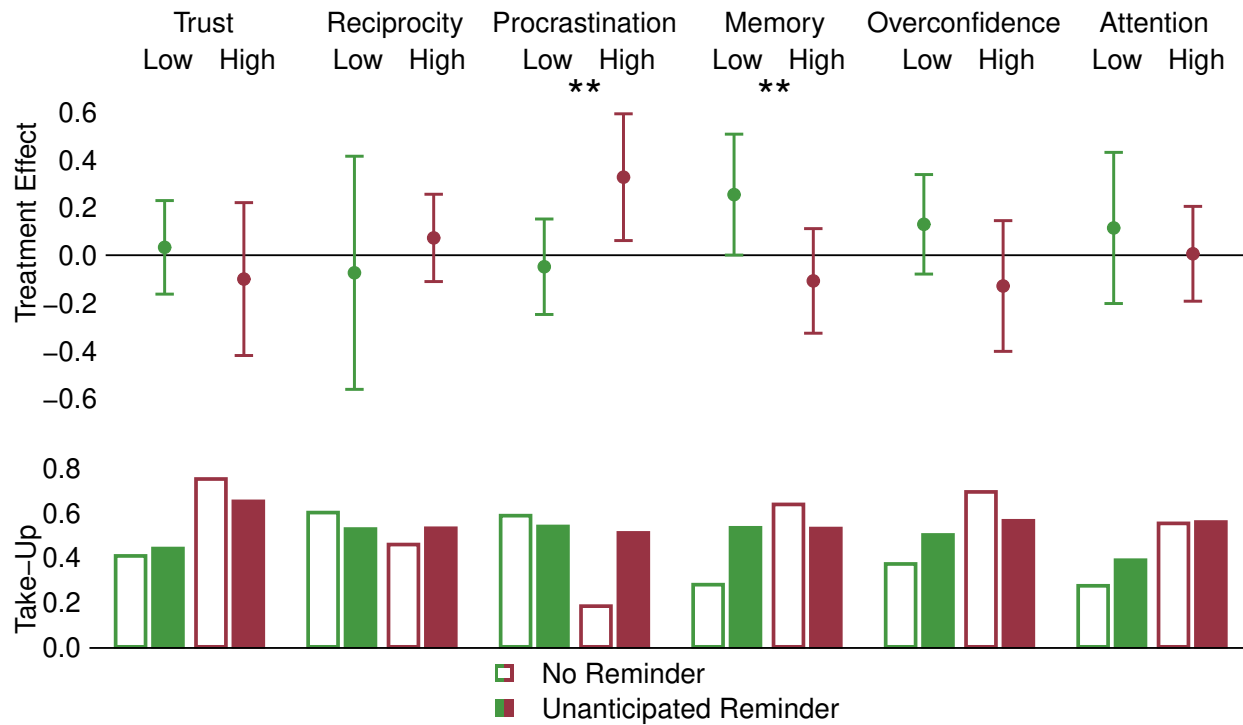 Trust Reciprocity Procrastination Memory Overconfidence Attention
Low High Low High Low High Low High Low High Low High
** **
Treatment Effect
0.6
0.4
0.2
0.0
−0.2
−0.4
−0.6
Take−Up
0.8
0.6
0.4
0.2
0.0
No Reminder
Unanticipated Reminder